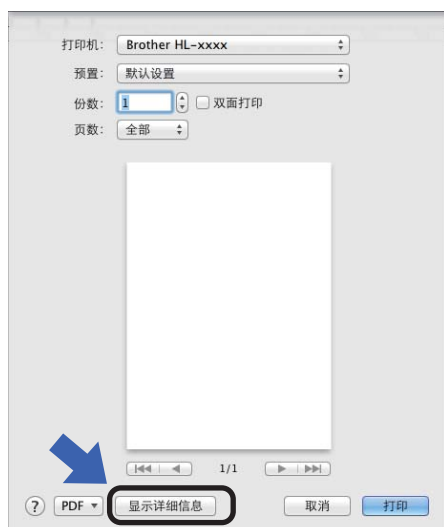 打印机: Brother HL-xxxx
预置: 默认设置
份数: 1 双面打印
页数: 全部
1/1
? PDF 显示详细信息 取消 打印